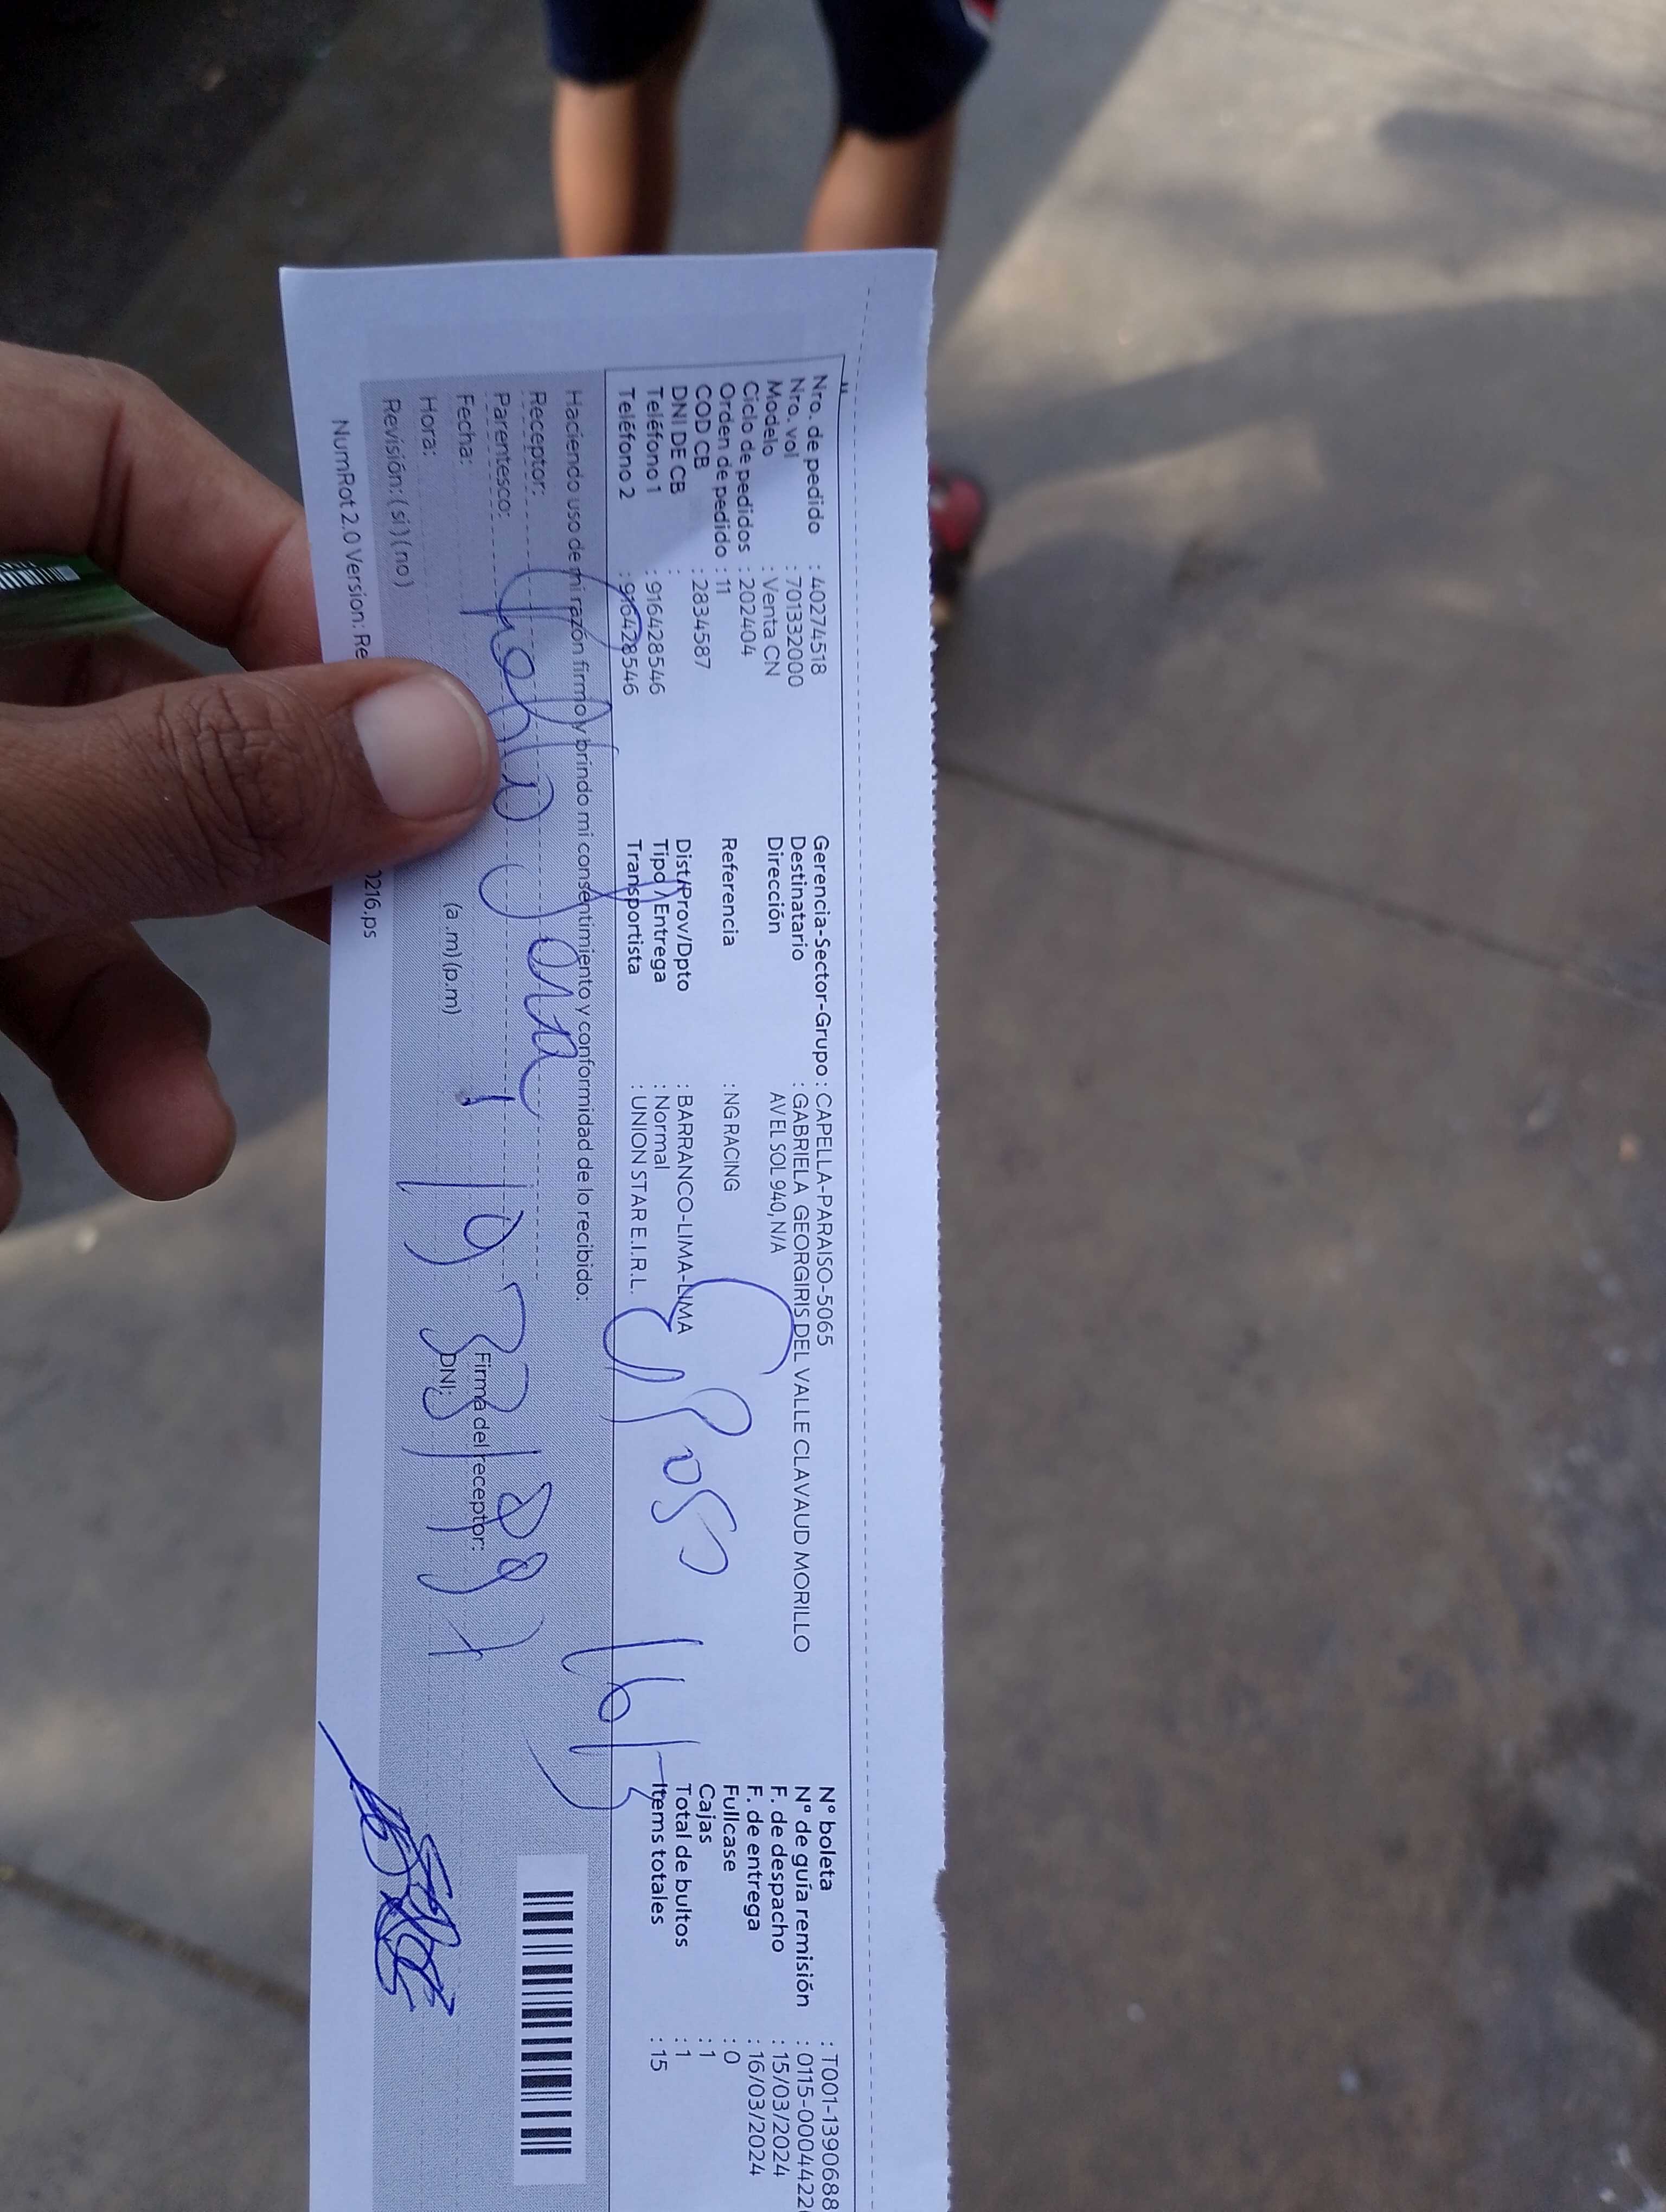 Nro. de pedido : 40274518
Nro. vol : 701332000
Modelo : Venta CN
Ciclo de pedidos : 202404
Orden de pedido : 11
COD CB : 2834587
DNI DE CB :
Teléfono 1 : 916428546
Teléfono 2 : 916428546
Gerencia-Sector-Grupo : CAPELLA-PARAISO-5065
Destinatario : GABRIELA GEORGIRIS DEL VALLE CLAVAUD MORILLO
Dirección AV EL SOL 940, N/A
Referencia : NG RACING
Dist/Prov/Dpto : BARRANCO-LIMA-LIMA
Tipo / Entrega : Normal
Transportista : UNION STAR E.I.R.L.
N° boleta : T001-1390688
N° de guía remisión : 0115-0004422
F. de despacho : 15/03/2024
F. de entrega : 16/03/2024
Fullcase : 0
Cajas : 1
Total de bultos : 1
Items totales : 15
Haciendo uso de mi razón firmo y brindo mi consentimiento y conformidad de lo recibido:
Receptor:
Parentesco:
Fecha:
Hora: (a .m) (p.m)
Revisión: ( si ) ( no )
Firma del receptor:
DNI:
NumRot 2.0 Version: Re
0216.ps